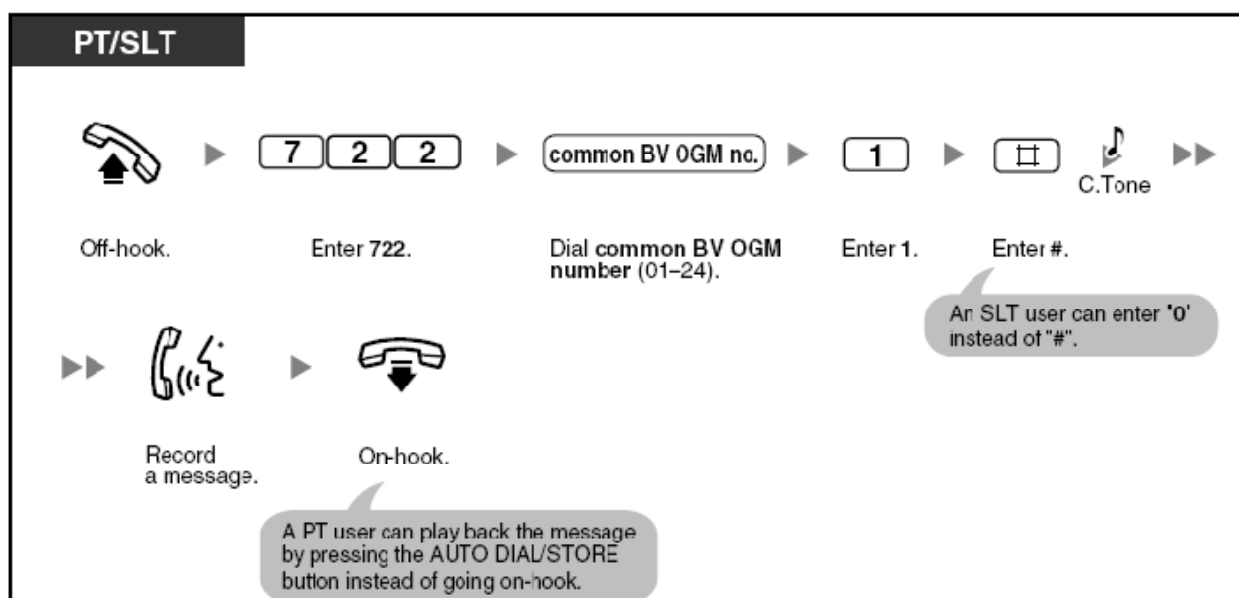 PT/SLT
7 2 2
common BV OGM no.
1
#
C.Tone
Off-hook.
Enter 722.
Dial common BV OGM
number (01–24).
Enter 1.
Enter #.
An SLT user can enter "0"
instead of "#".
Record
a message.
On-hook.
A PT user can play back the message
by pressing the AUTO DIAL/STORE
button instead of going on-hook.